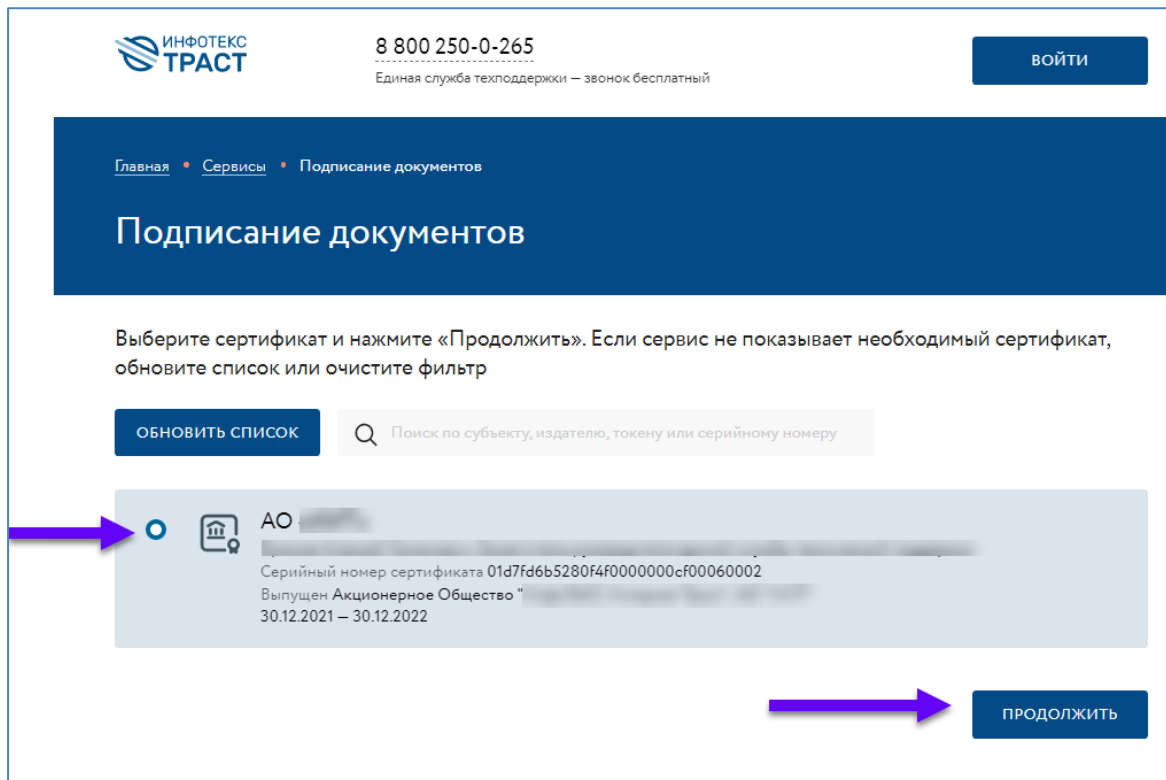 ИНФОТЕКС
ТРАСТ
8 800 250-0-265
Единая служба техподдержки — звонок бесплатный
ВОЙТИ
Главная • Сервисы • Подписание документов
Подписание документов
Выберите сертификат и нажмите «Продолжить». Если сервис не показывает необходимый сертификат,
обновите список или очистите фильтр
ОБНОВИТЬ СПИСОК
Поиск по субъекту, издателю, токену или серийному номеру
АО
Серийный номер сертификата 01d7fd6b5280f4f0000000cf00060002
Выпущен Акционерное Общество "
30.12.2021 — 30.12.2022
ПРОДОЛЖИТЬ